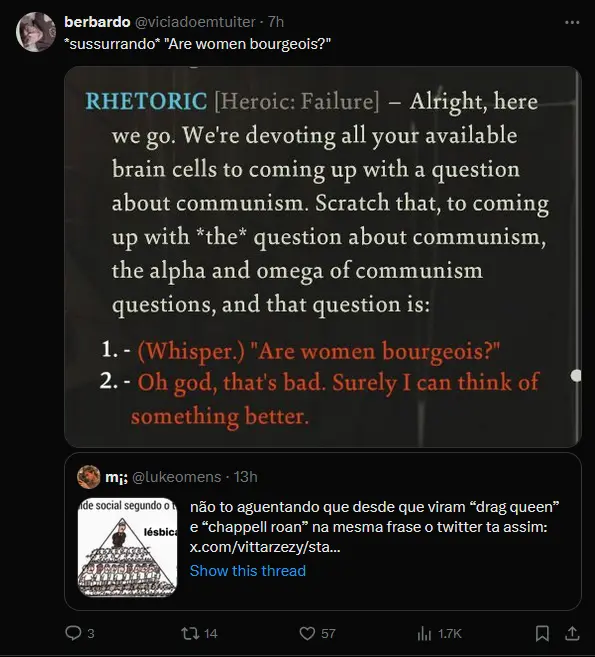 berbardo @viciadoemtuiter · 7h
*sussurrando* "Are women bourgeois?"
RHETORIC [Heroic: Failure] – Alright, here
we go. We're devoting all your available
brain cells to coming up with a question
about communism. Scratch that, to coming
up with *the* question about communism,
the alpha and omega of communism
questions, and that question is:
1. - (Whisper.) "Are women bourgeois?"
2. - Oh god, that's bad. Surely I can think of
something better.
m¡; @lukeomens · 13h
de social segundo o t
lésbica
não to aguentando que desde que viram “drag queen”
e “chappell roan” na mesma frase o twitter ta assim:
x.com/vittarzezy/sta…
Show this thread
3 14 57 1.7K